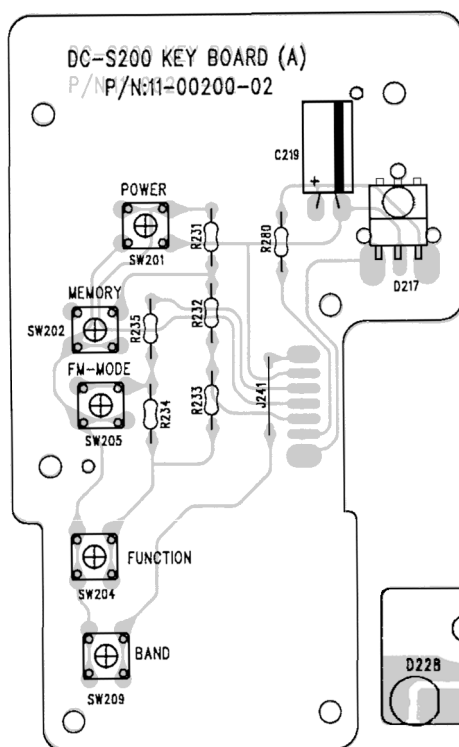 DC-S200 KEY BOARD (A)
P/N:11-00200-02
C219
+
POWER
SW201
R231
R280
D217
MEMORY
SW202
R235
R232
FM-MODE
SW205
R234
R233
J241
SW204
FUNCTION
BAND
SW209
D228